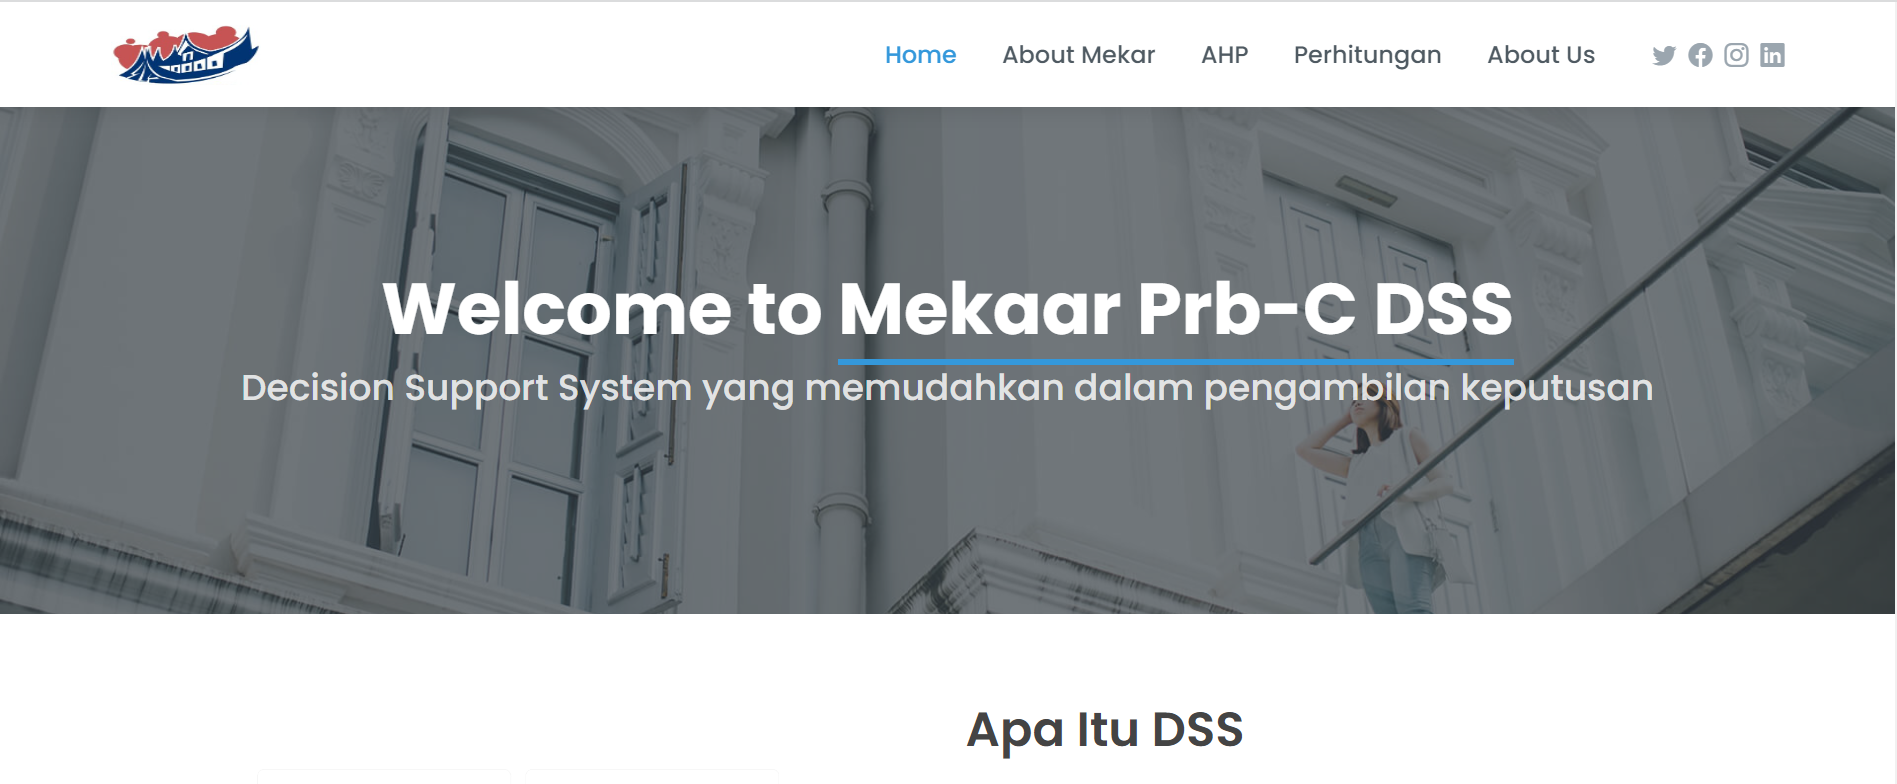 Home About Mekar AHP Perhitungan About Us
Welcome to Mekaar Prb-C DSS
Decision Support System yang memudahkan dalam pengambilan keputusan
Apa Itu DSS